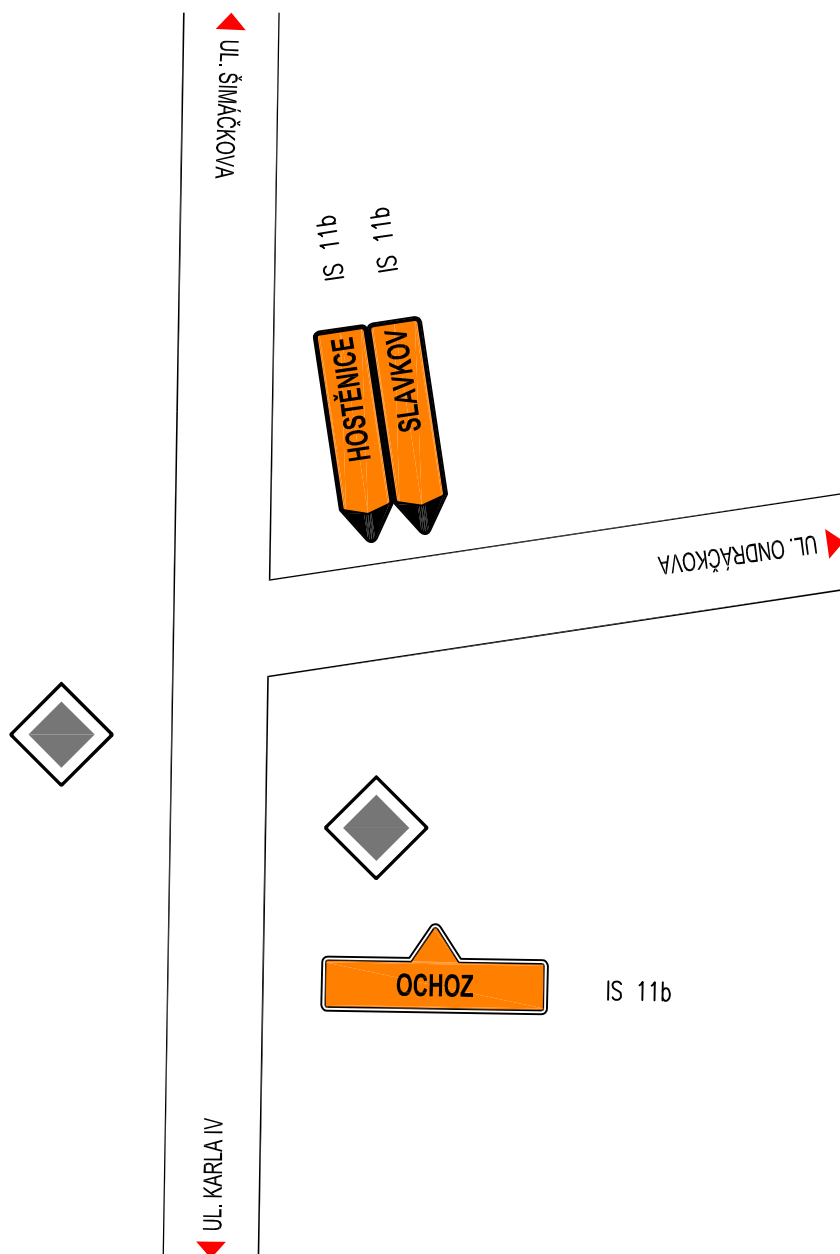 UL. ŠIMÁČKOVA
IS 11b
IS 11b
HOSTĚNICE
SLAVKOV
UL. ONDRÁČKOVA
OCHOZ
IS 11b
UL. KARLA IV